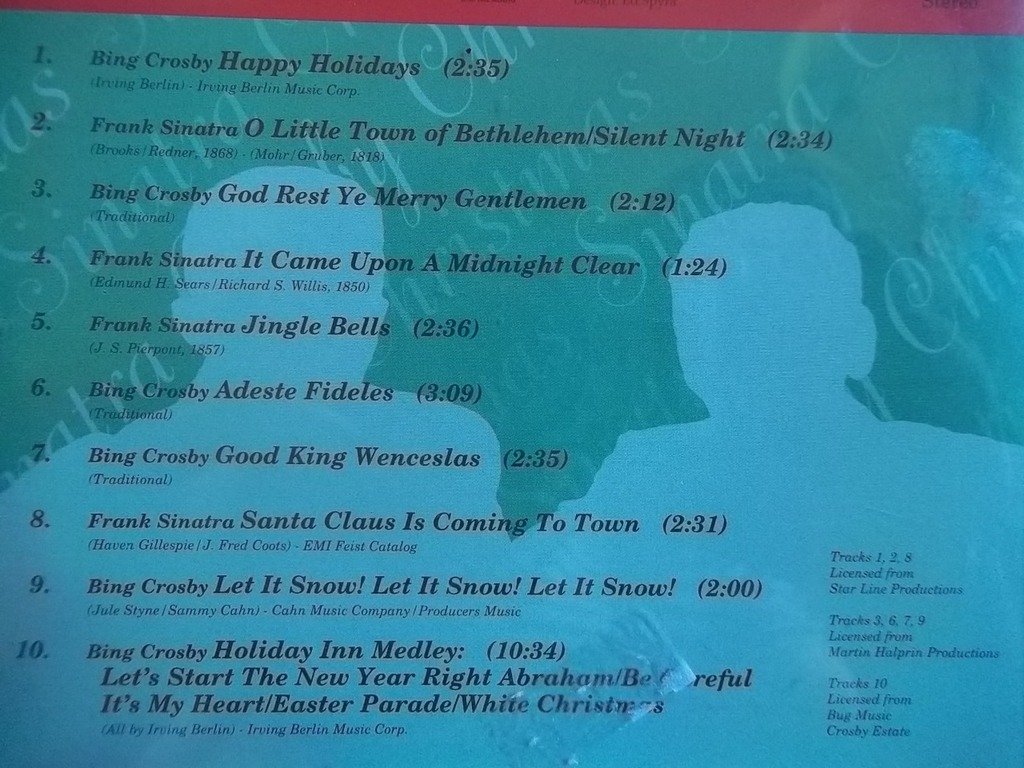 Stereo
1. Bing Crosby Happy Holidays (2:35)
(Irving Berlin) - Irving Berlin Music Corp.
2. Frank Sinatra O Little Town of Bethlehem/Silent Night (2:34)
(Brooks/Redner, 1868) - (Mohr/Gruber, 1818)
3. Bing Crosby God Rest Ye Merry Gentlemen (2:12)
(Traditional)
4. Frank Sinatra It Came Upon A Midnight Clear (1:24)
(Edmund H. Sears/Richard S. Willis, 1850)
5. Frank Sinatra Jingle Bells (2:36)
(J. S. Pierpont, 1857)
6. Bing Crosby Adeste Fideles (3:09)
(Traditional)
7. Bing Crosby Good King Wenceslas (2:35)
(Traditional)
8. Frank Sinatra Santa Claus Is Coming To Town (2:31)
(Haven Gillespie/J. Fred Coots) - EMI Feist Catalog
9. Bing Crosby Let It Snow! Let It Snow! Let It Snow! (2:00)
(Jule Styne/Sammy Cahn) - Cahn Music Company/Producers Music
10. Bing Crosby Holiday Inn Medley: (10:34)
Let's Start The New Year Right Abraham/Be Careful
It's My Heart/Easter Parade/White Christmas
(All by Irving Berlin) - Irving Berlin Music Corp.
Tracks 1, 2, 8
Licensed from
Star Line Productions
Tracks 3, 6, 7, 9
Licensed from
Martin Halprin Productions
Tracks 10
Licensed from
Bug Music
Crosby Estate